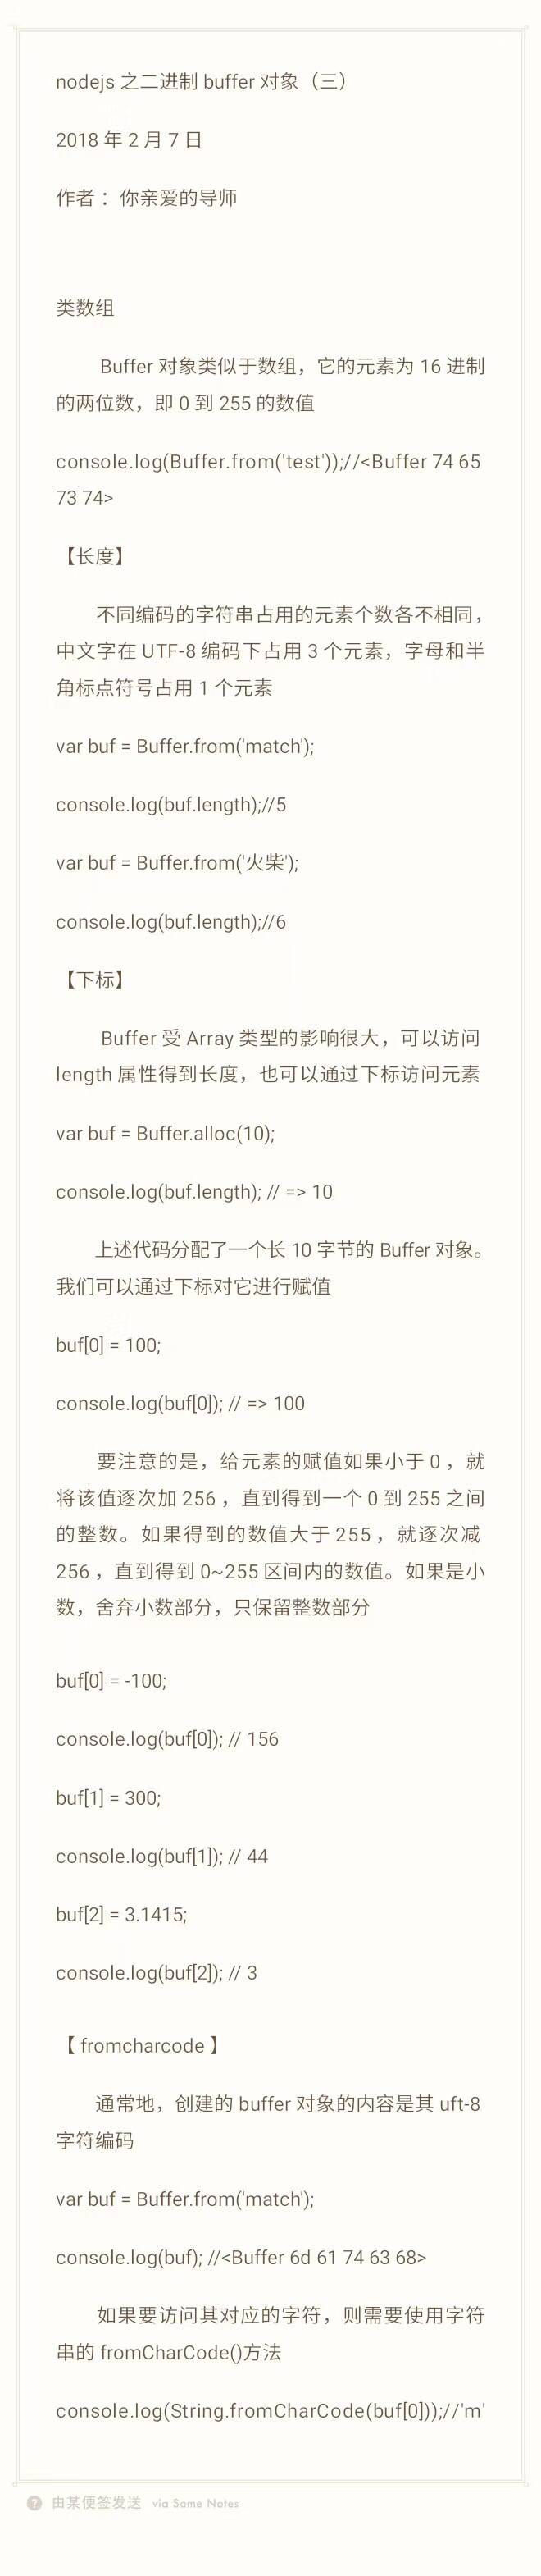 nodejs 之二进制 buffer 对象（三）
2018 年 2 月 7 日
作者 ：你亲爱的导师
类数组
Buffer 对象类似于数组，它的元素为 16 进制
的两位数，即 0 到 255 的数值
console.log(Buffer.from('test'));//<Buffer 74 65
73 74>
【长度】
不同编码的字符串占用的元素个数各不相同，
中文字在 UTF-8 编码下占用 3 个元素，字母和半
角标点符号占用 1 个元素
var buf = Buffer.from('match');
console.log(buf.length);//5
var buf = Buffer.from('火柴');
console.log(buf.length);//6
【下标】
Buffer 受 Array 类型的影响很大，可以访问
length 属性得到长度，也可以通过下标访问元素
var buf = Buffer.alloc(10);
console.log(buf.length); // => 10
上述代码分配了一个长 10 字节的 Buffer 对象。
我们可以通过下标对它进行赋值
buf[0] = 100;
console.log(buf[0]); // => 100
要注意的是，给元素的赋值如果小于 0 ，就
将该值逐次加 256 ，直到得到一个 0 到 255 之间
的整数。如果得到的数值大于 255 ，就逐次减
256 ，直到得到 0~255 区间内的数值。如果是小
数，舍弃小数部分，只保留整数部分
buf[0] = -100;
console.log(buf[0]); // 156
buf[1] = 300;
console.log(buf[1]); // 44
buf[2] = 3.1415;
console.log(buf[2]); // 3
【 fromcharcode 】
通常地，创建的 buffer 对象的内容是其 uft-8
字符编码
var buf = Buffer.from('match');
console.log(buf); //<Buffer 6d 61 74 63 68>
如果要访问其对应的字符，则需要使用字符
串的 fromCharCode()方法
console.log(String.fromCharCode(buf[0]));//'m'
? 由某便签发送 via Some Notes